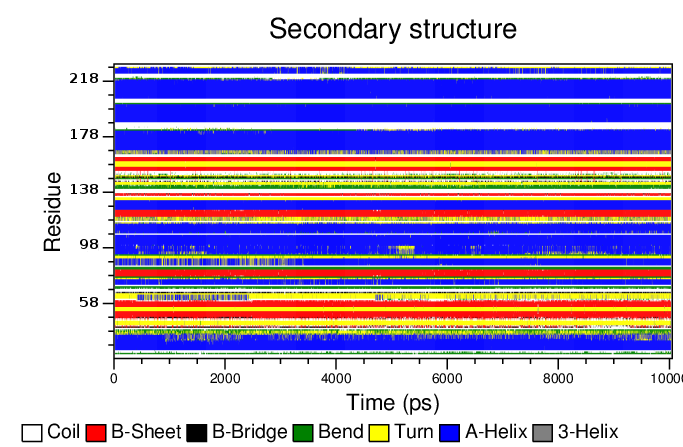 Secondary structure
218
178
138
98
58
Residue
0 2000 4000 6000 8000 10000
Time (ps)
Coil B-Sheet B-Bridge Bend Turn A-Helix 3-Helix